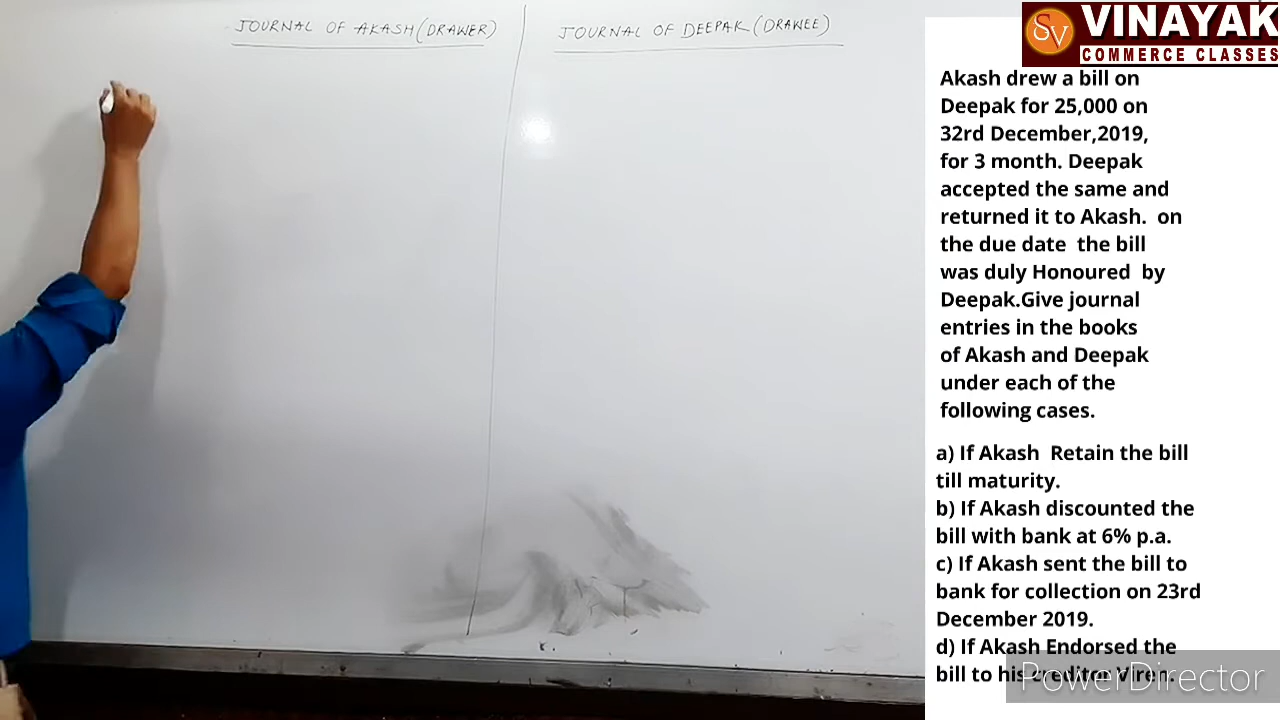 JOURNAL OF AKASH (DRAWER)
JOURNAL OF DEEPAK (DRAWEE)
SV
VINAYAK
COMMERCE CLASSES
Akash drew a bill on
Deepak for 25,000 on
32rd December,2019,
for 3 month. Deepak
accepted the same and
returned it to Akash.  on
the due date  the bill
was duly Honoured  by
Deepak.Give journal
entries in the books
of Akash and Deepak
under each of the
following cases.
a) If Akash  Retain the bill
till maturity.
b) If Akash discounted the
bill with bank at 6% p.a.
c) If Akash sent the bill to
bank for collection on 23rd
December 2019.
d) If Akash Endorsed the
bill to his creditor Viren.
PowerDirector